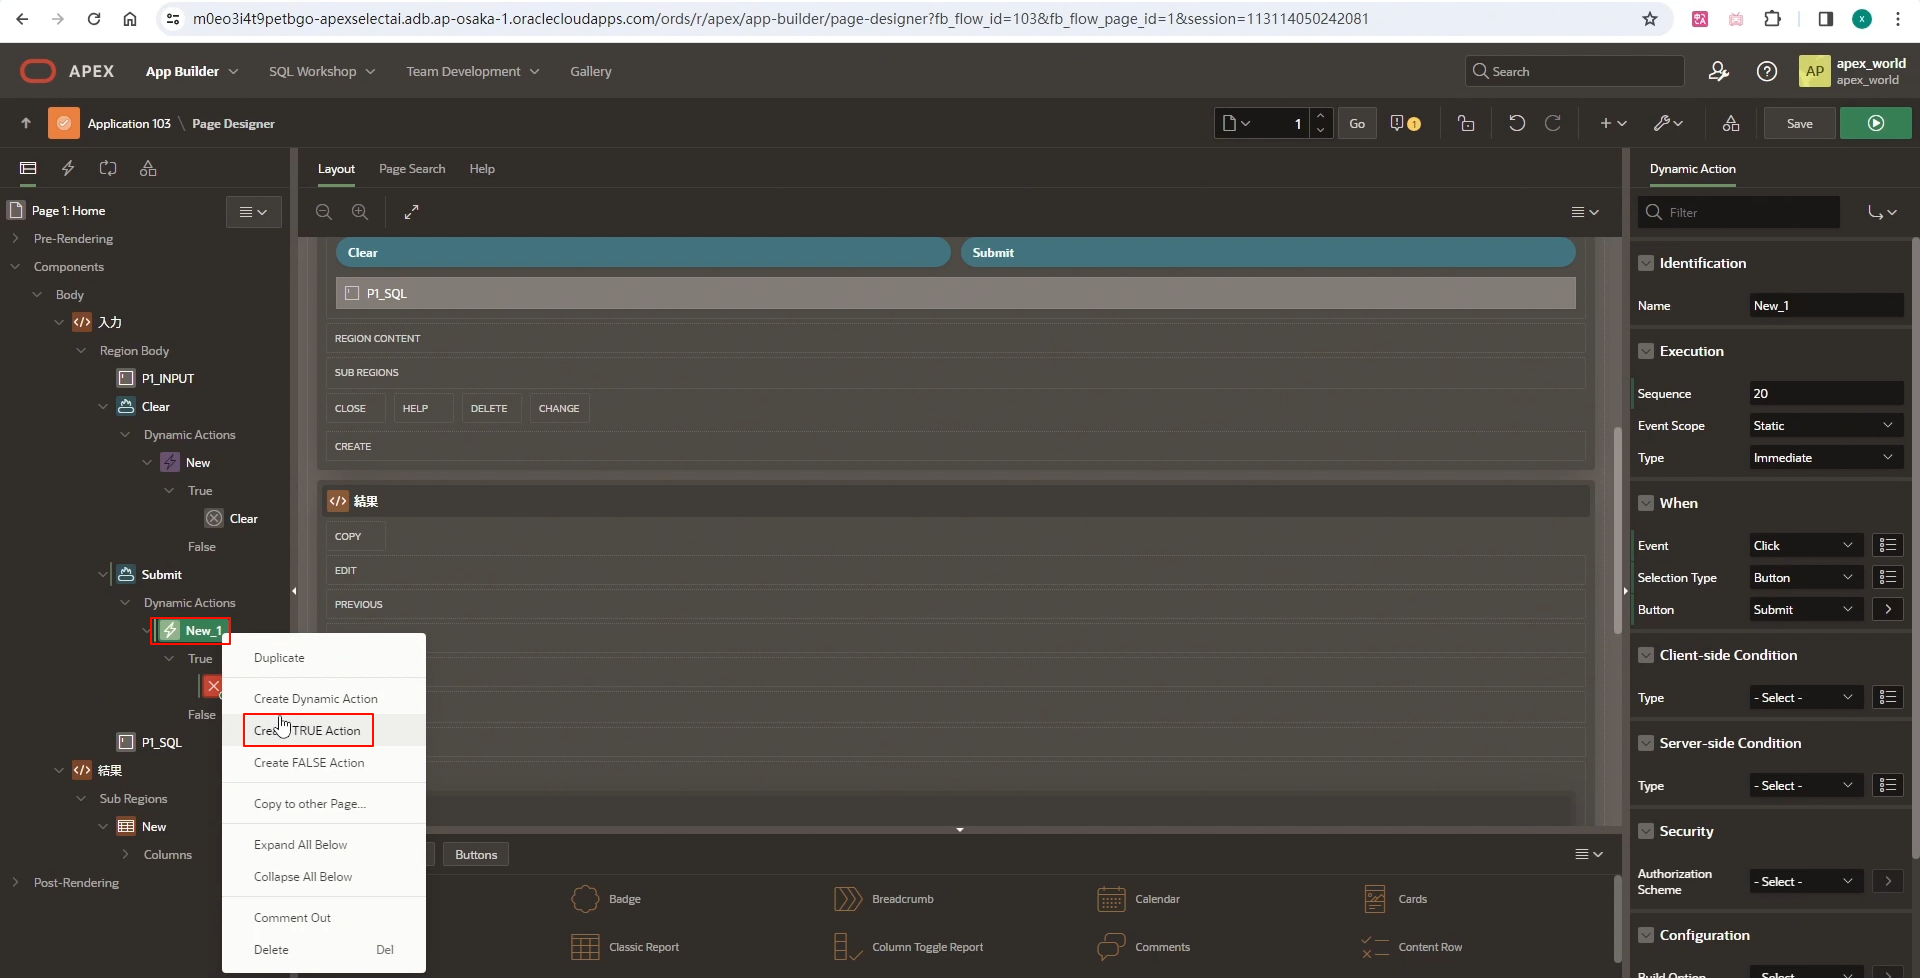 m0eo3i4t9petbgo-apexselectai.adb.ap-osaka-1.oraclecloudapps.com/ords/r/apex/app-builder/page-designer?fb_flow_id=103&fb_flow_page_id=1&session=113114050242081
X
APEX
App Builder
SQL Workshop
Team Development
Gallery
Search
AP
apex_world
apex_world
Application 103 \ Page Designer
1
Go
1
Save
Page 1: Home
Pre-Rendering
Components
Body
入力
Region Body
P1_INPUT
Clear
Dynamic Actions
New
True
Clear
False
Submit
Dynamic Actions
New_1
True
False
P1_SQL
結果
Sub Regions
New
Columns
Post-Rendering
Duplicate
Create Dynamic Action
TRUE Action
Create FALSE Action
Copy to other Page...
Expand All Below
Collapse All Below
Comment Out
Delete Del
Layout
Page Search
Help
Clear
Submit
P1_SQL
REGION CONTENT
SUB REGIONS
CLOSE
HELP
DELETE
CHANGE
CREATE
結果
COPY
EDIT
PREVIOUS
Buttons
Badge
Breadcrumb
Calendar
Cards
Classic Report
Column Toggle Report
Comments
Content Row
Dynamic Action
Filter
Identification
Name New_1
Execution
Sequence 20
Event Scope Static
Type Immediate
When
Event Click
Selection Type Button
Button Submit
Client-side Condition
Type - Select -
Server-side Condition
Type - Select -
Security
Authorization
Scheme
- Select -
Configuration
Build Option - Select -